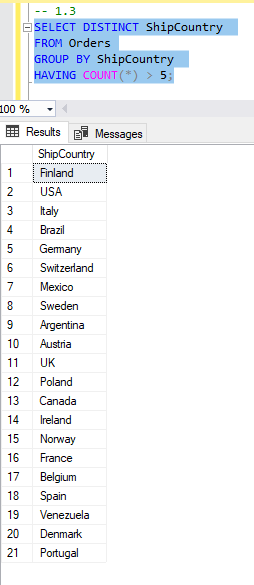 -- 1.3
SELECT DISTINCT ShipCountry
FROM Orders
GROUP BY ShipCountry
HAVING COUNT(*) > 5;
100 %
Results Messages
ShipCountry
1 Finland
2 USA
3 Italy
4 Brazil
5 Germany
6 Switzerland
7 Mexico
8 Sweden
9 Argentina
10 Austria
11 UK
12 Poland
13 Canada
14 Ireland
15 Norway
16 France
17 Belgium
18 Spain
19 Venezuela
20 Denmark
21 Portugal